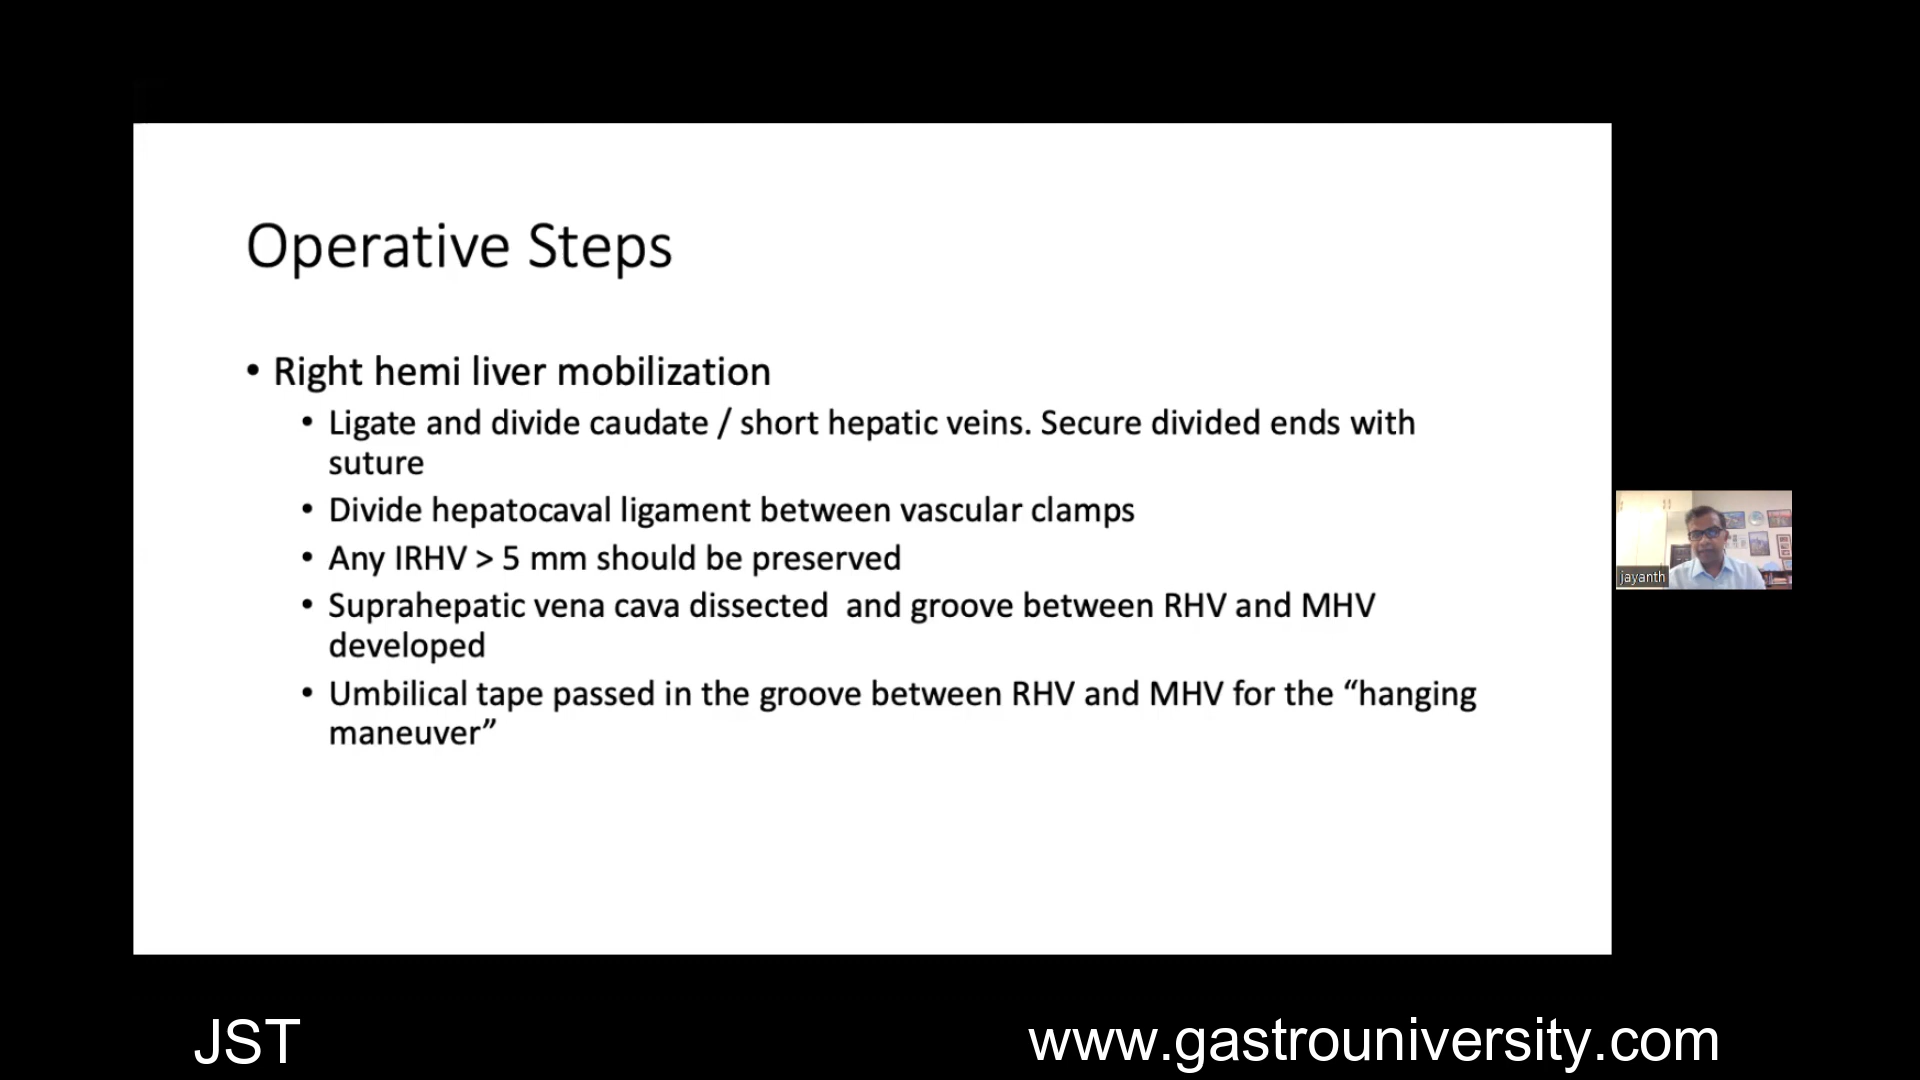 Operative Steps
• Right hemi liver mobilization
• Ligate and divide caudate / short hepatic veins. Secure divided ends with
suture
• Divide hepatocaval ligament between vascular clamps
• Any IRHV > 5 mm should be preserved
• Suprahepatic vena cava dissected  and groove between RHV and MHV
developed
• Umbilical tape passed in the groove between RHV and MHV for the “hanging
maneuver”
jayanth
JST
www.gastrouniversity.com